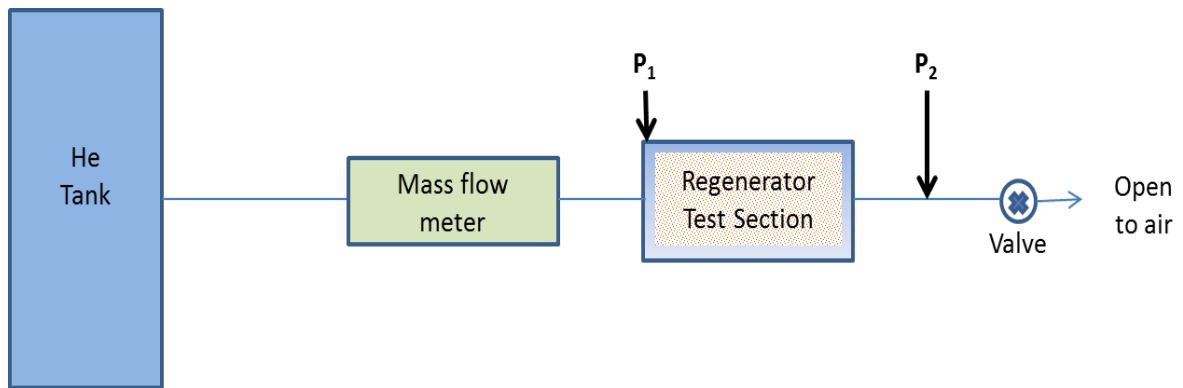 He
Tank
Mass flow
meter
P₁
Regenerator
Test Section
P₂
Valve
Open
to air